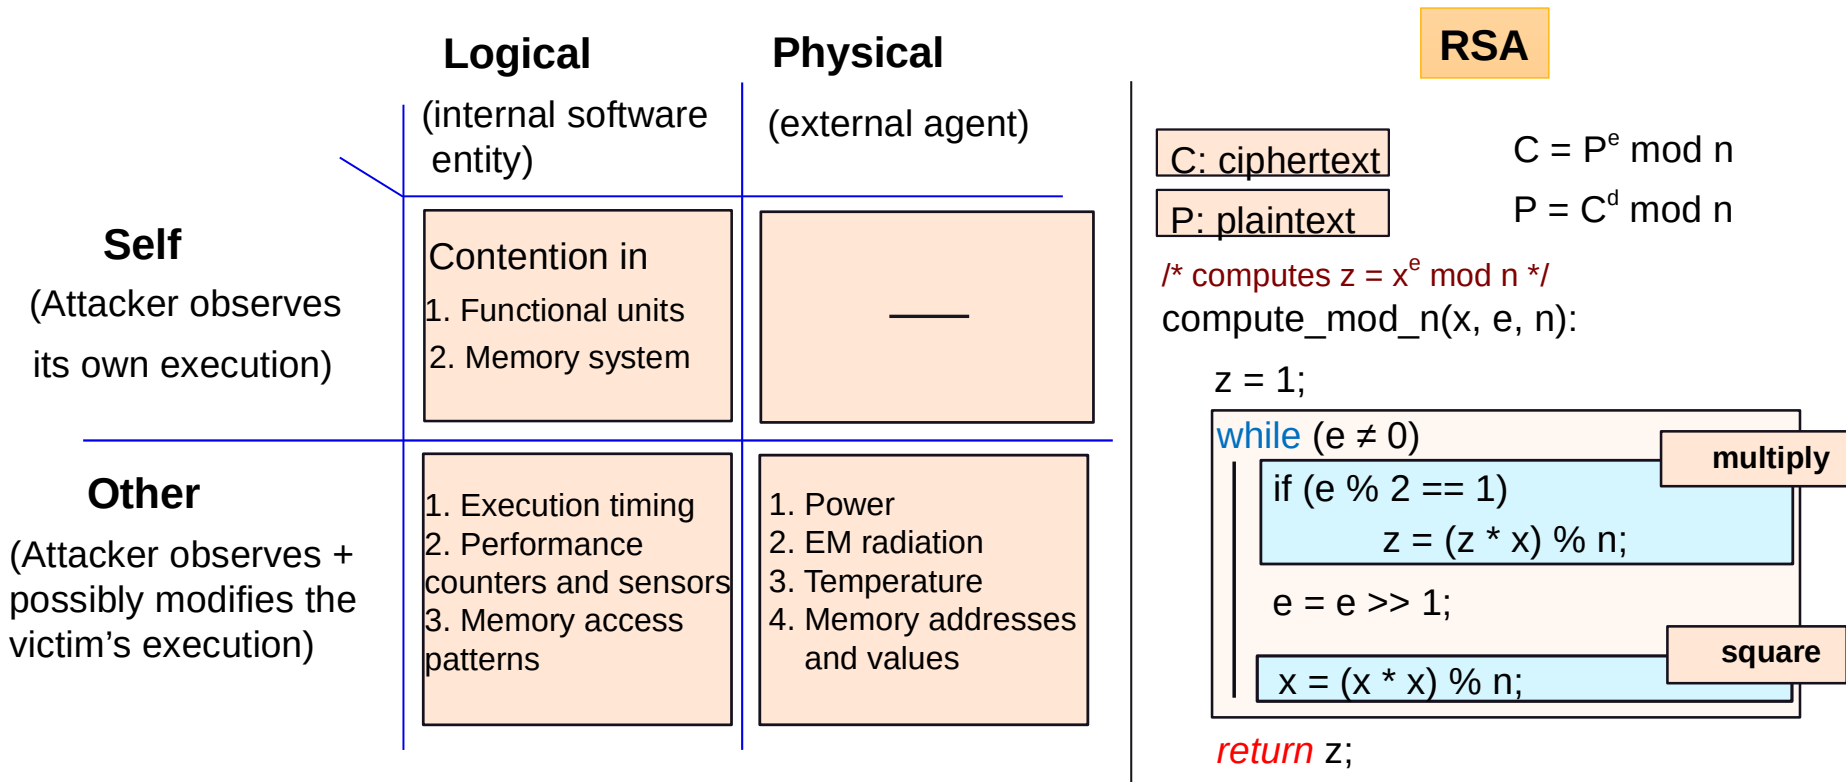 Logical
(internal software
entity)
Physical
(external agent)
Self
(Attacker observes
its own execution)
Contention in
1. Functional units
2. Memory system
Other
(Attacker observes +
possibly modifies the
victim’s execution)
1. Execution timing
2. Performance
counters and sensors
3. Memory access
patterns
1. Power
2. EM radiation
3. Temperature
4. Memory addresses
and values
RSA
C: ciphertext
C = Pᵉ mod n
P: plaintext
P = Cᵈ mod n
/* computes z = xᵉ mod n */
compute_mod_n(x, e, n):
z = 1;
while (e ≠ 0)
multiply
if (e % 2 == 1)
z = (z * x) % n;
e = e >> 1;
square
x = (x * x) % n;
return z;